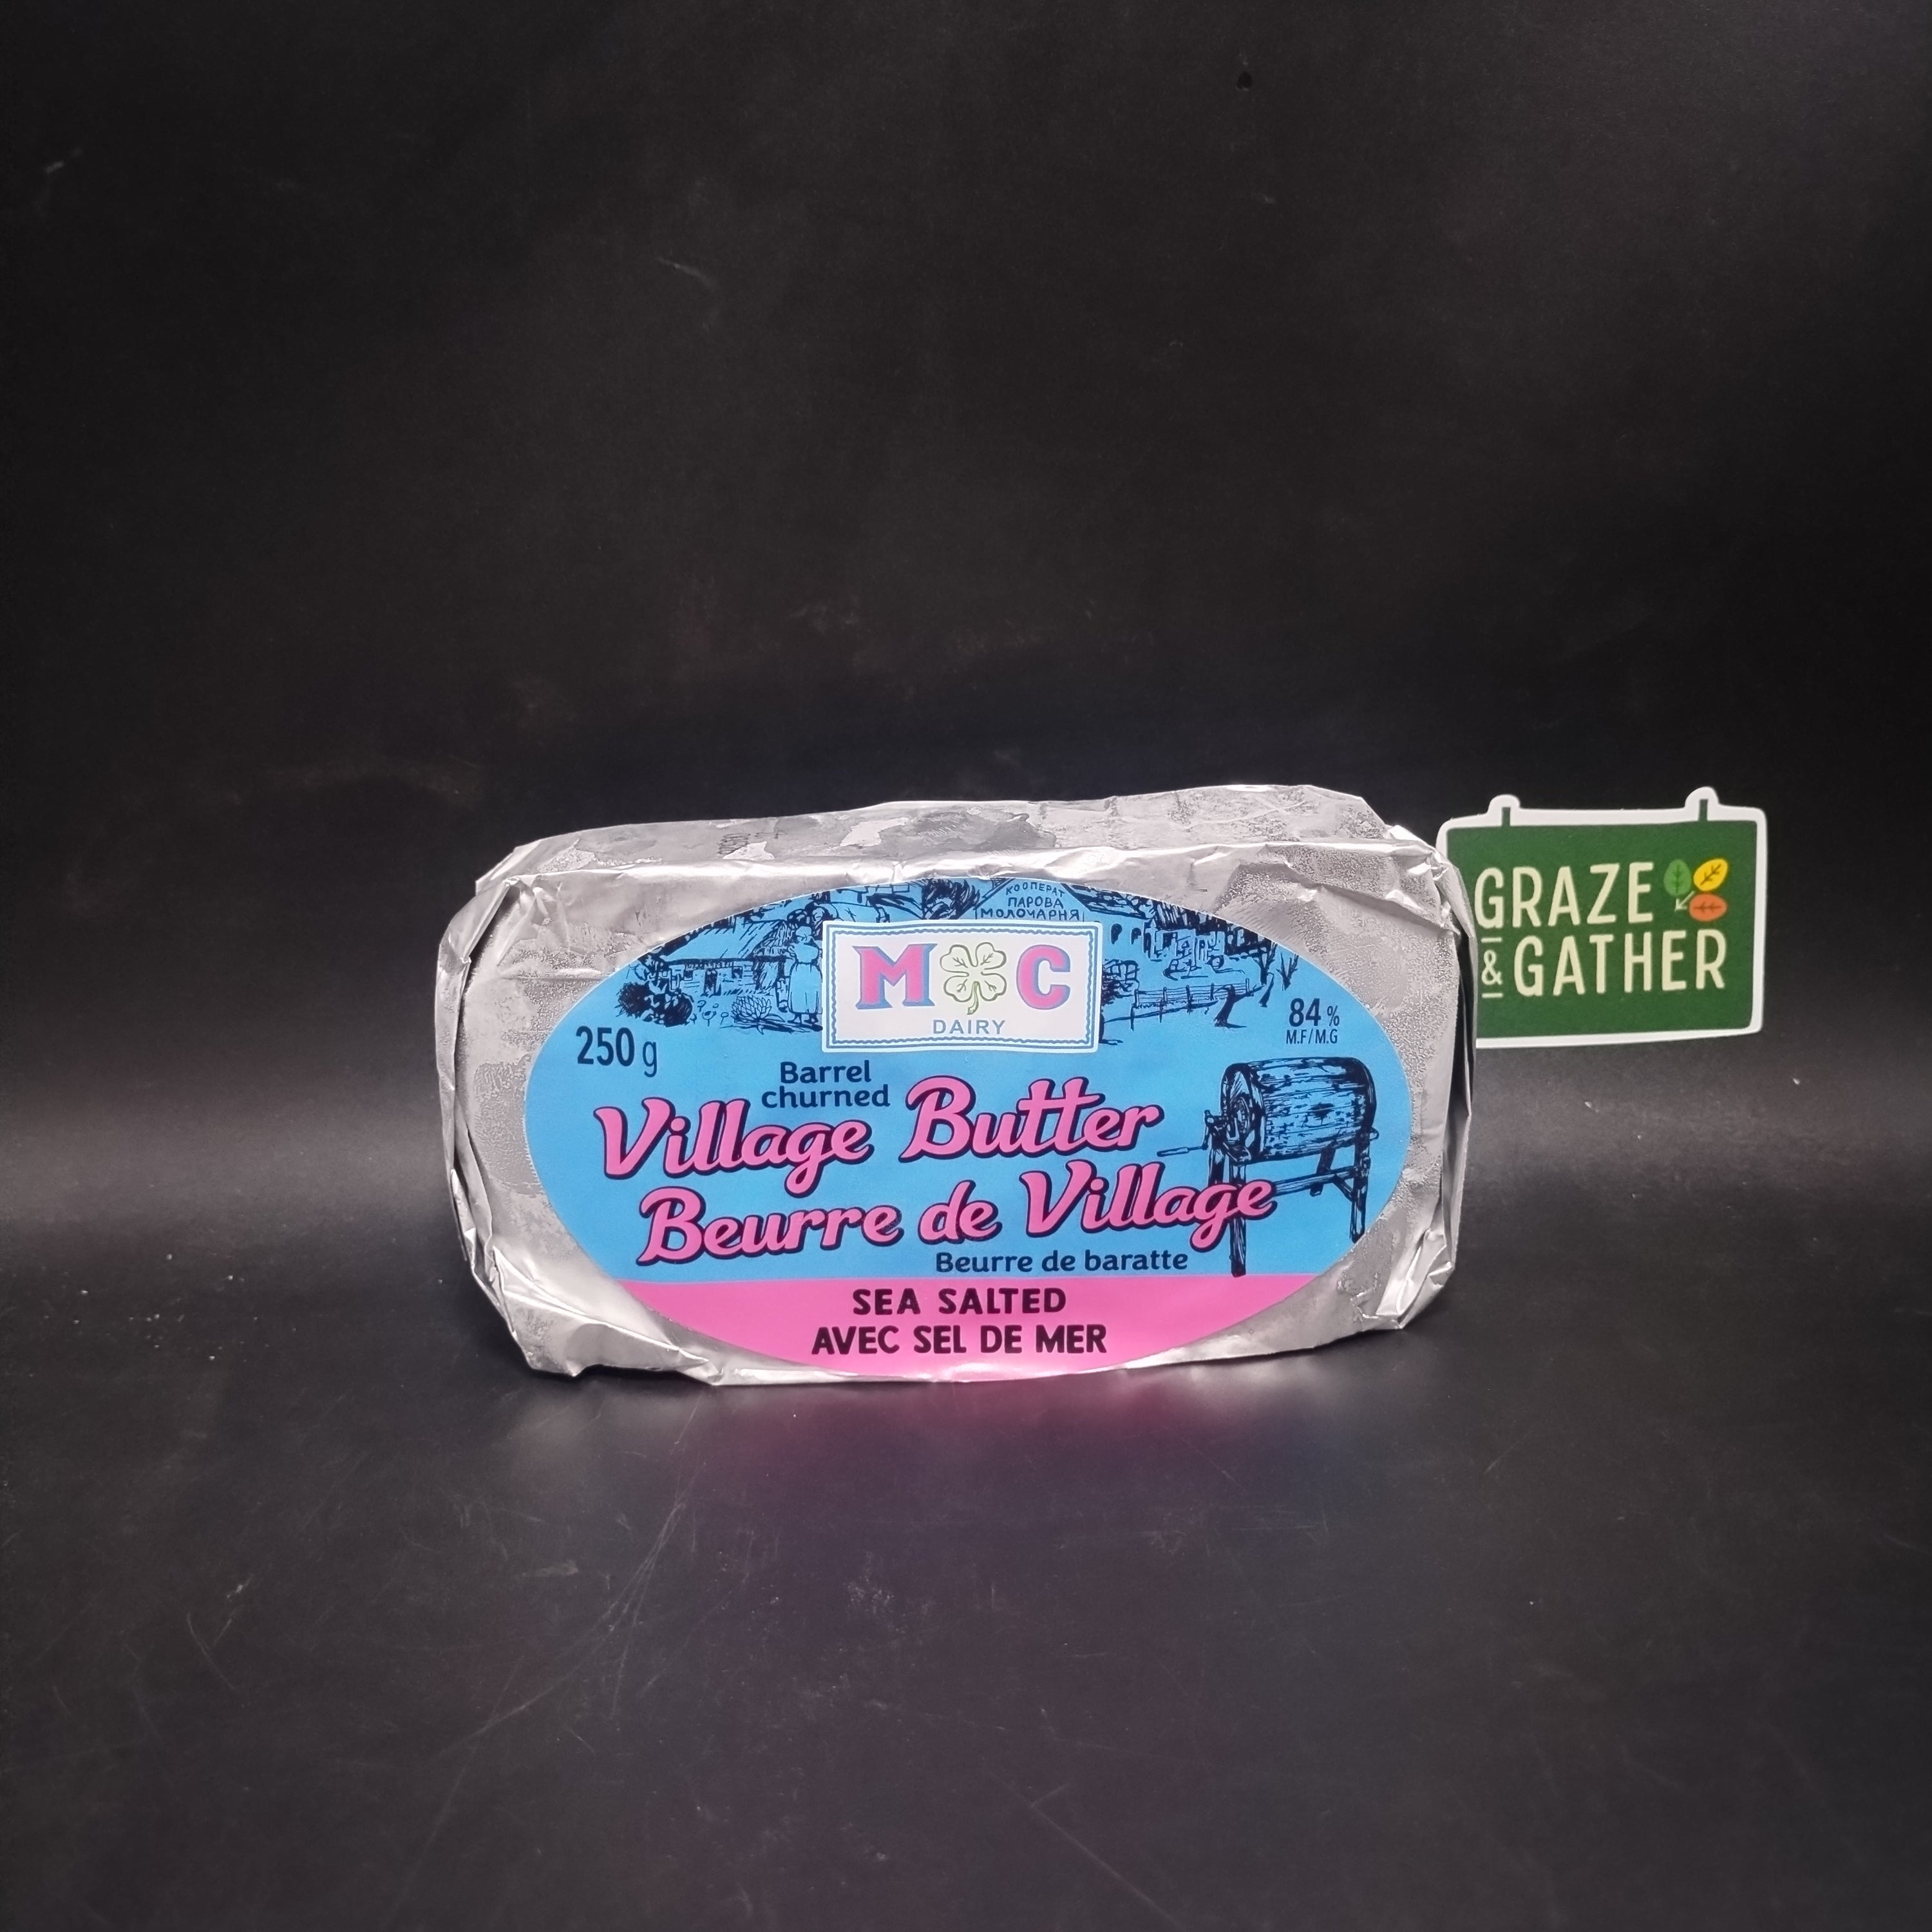 КООПЕРАТ
ПАРОВА
МОЛОЧАРНЯ
M C
DAIRY
250 g
84 %
M.F/M.G
Barrel
churned
Village Butter
Beurre de Village
Beurre de baratte
SEA SALTED
AVEC SEL DE MER
GRAZE
& GATHER